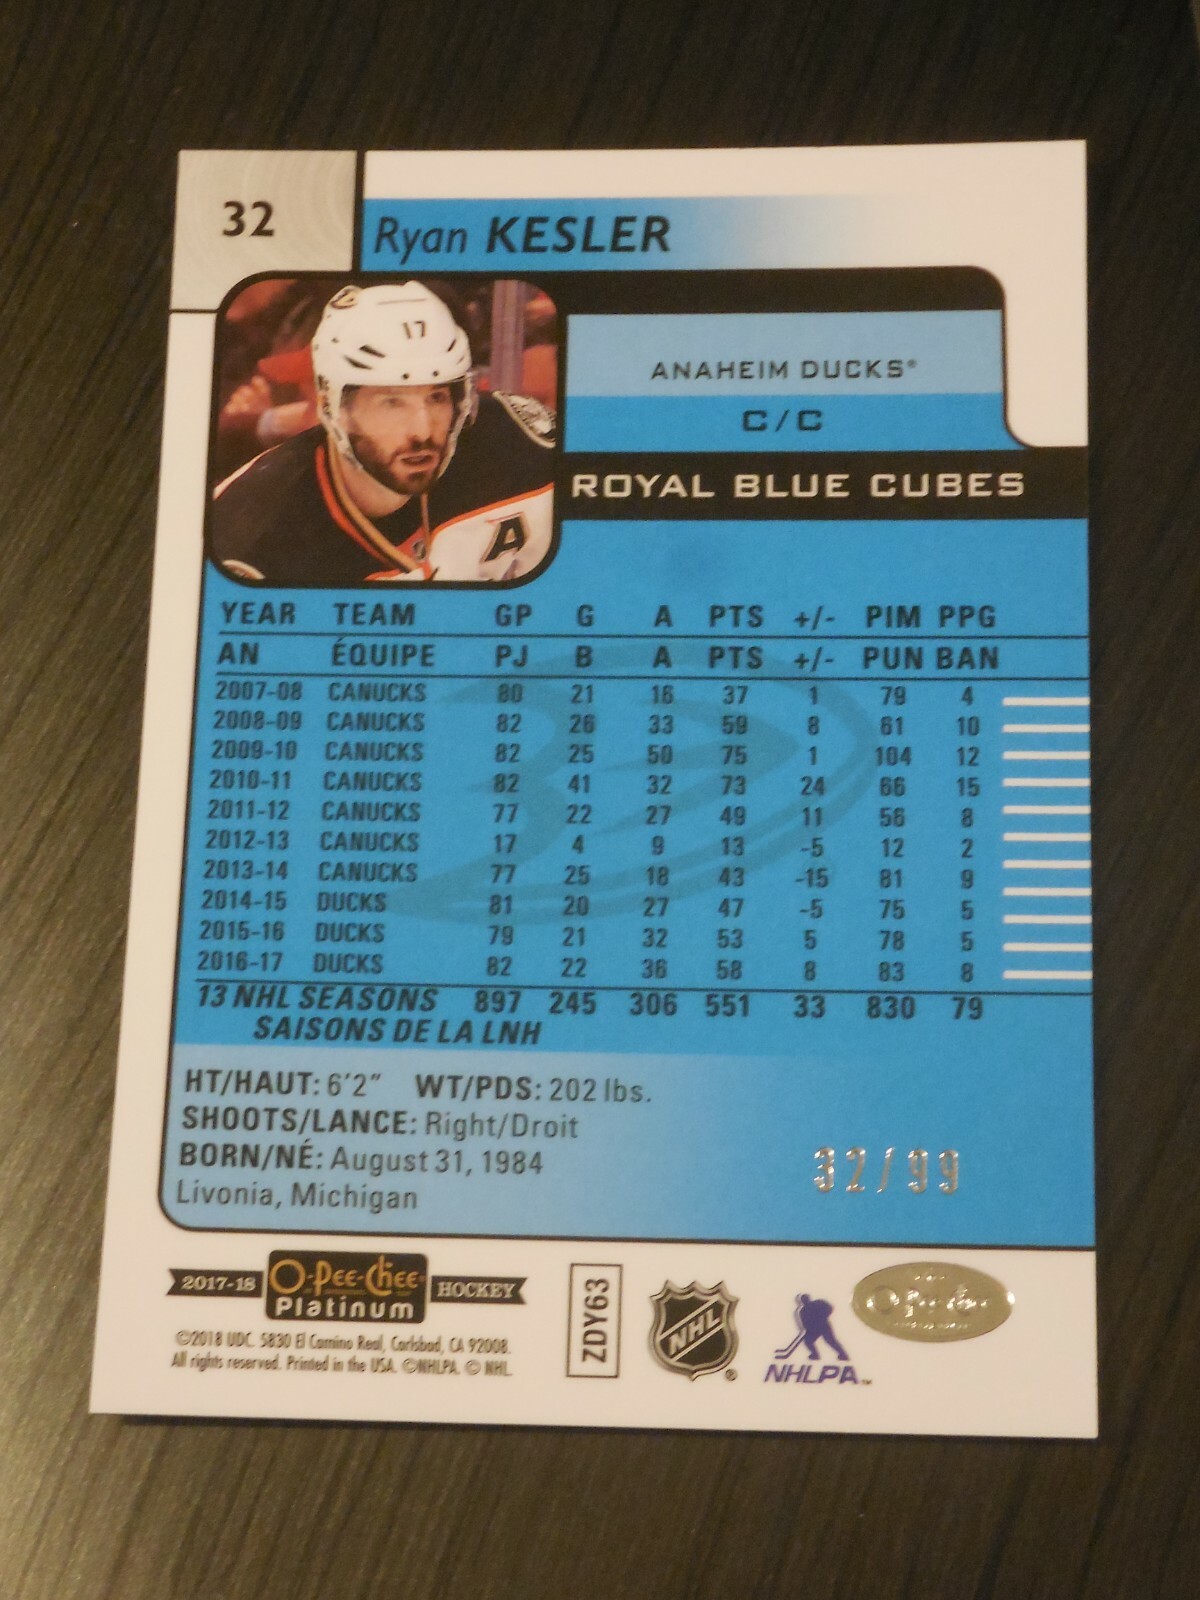 32
Ryan KESLER
17
ANAHEIM DUCKS®
C/C
ROYAL BLUE CUBES
A
YEAR TEAM GP G A PTS +/- PIM PPG
AN ÉQUIPE PJ B A PTS +/- PUN BAN
2007-08 CANUCKS 80 21 16 37 1 79 4
2008-09 CANUCKS 82 26 33 59 8 61 10
2009-10 CANUCKS 82 25 50 75 1 104 12
2010-11 CANUCKS 82 41 32 73 24 66 15
2011-12 CANUCKS 77 22 27 49 11 56 8
2012-13 CANUCKS 17 4 9 13 -5 12 2
2013-14 CANUCKS 77 25 18 43 -15 81 9
2014-15 DUCKS 81 20 27 47 -5 75 5
2015-16 DUCKS 79 21 32 53 5 78 5
2016-17 DUCKS 82 22 36 58 8 83 8
13 NHL SEASONS 897 245 306 551 33 830 79
SAISONS DE LA LNH
HT/HAUT: 6'2" WT/PDS: 202 lbs.
SHOOTS/LANCE: Right/Droit
BORN/NÉ: August 31, 1984
Livonia, Michigan
32/99
2017-18 O-Pee-Chee Platinum HOCKEY
©2018 UDC. 5830 El Camino Real, Carlsbad, CA 92008.
All rights reserved. Printed in the USA. ©NHLPA. © NHL.
ZDY63
NHL®
NHLPA™
O-Pee-Chee